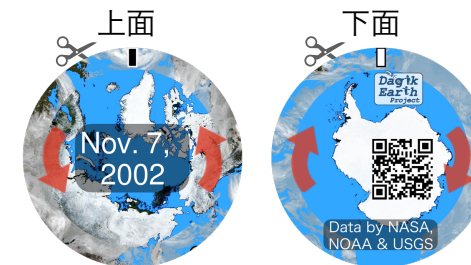 上面
下面
Nov. 7,
2002
Dagik
Earth
Project
Data by NASA,
NOAA & USGS